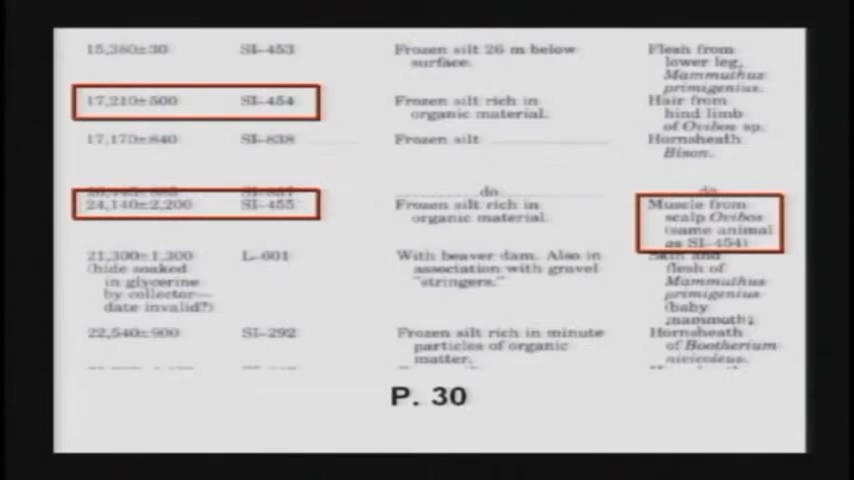 15,380±30 SI-453 Frozen silt 26 m below Flesh from
surface. lower leg,
Mammuthus
primigenius.
17,210±500 SI-454 Frozen silt rich in Hair from
organic material. hind limb
of Ovibos sp.
17,170±840 SI-838 Frozen silt Hornsheath
Bison.
do do
24,140±2,200 SI-455 Frozen silt rich in Muscle from
organic material. scalp Ovibos
(same animal
as SI-454)
21,300±1,300 L-601 With beaver dam. Also in Skin and
(hide soaked association with gravel flesh of
in glycerine "stringers." Mammuthus
by collector— primigenius
date invalid?) (baby
mammoth).
22,540±900 SI-292 Frozen silt rich in minute Hornsheath
particles of organic of Bootherium
matter. nivicolens.
P. 30